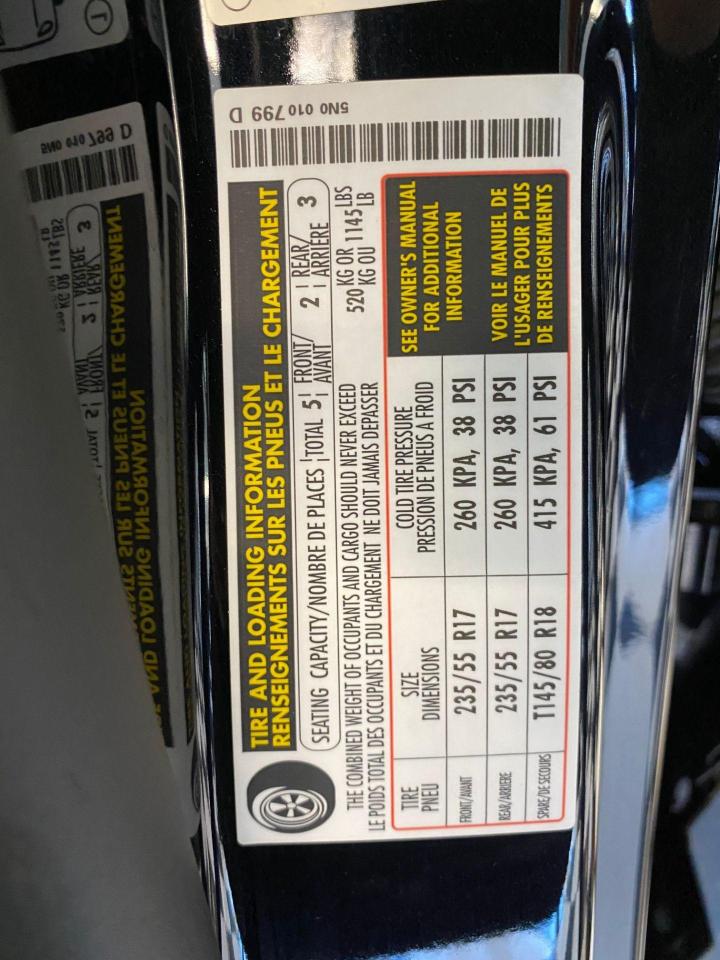 5N0 010 799 D
TIRE AND LOADING INFORMATION
RENSEIGNEMENTS SUR LES PNEUS ET LE CHARGEMENT
SEATING CAPACITY/NOMBRE DE PLACES | TOTAL 5 | FRONT/AVANT 2 | REAR/ARRIÈRE 3
THE COMBINED WEIGHT OF OCCUPANTS AND CARGO SHOULD NEVER EXCEED 520 KG OR 1145 LBS
LE POIDS TOTAL DES OCCUPANTS ET DU CHARGEMENT NE DOIT JAMAIS DEPASSER KG OU LB
TIRE
PNEU
SIZE
DIMENSIONS
COLD TIRE PRESSURE
PRESSION DE PNEUS A FROID
FRONT/AVANT 235/55 R17 260 KPA, 38 PSI
REAR/ARRIERE 235/55 R17 260 KPA, 38 PSI
SPARE/DE SECOURS T145/80 R18 415 KPA, 61 PSI
SEE OWNER'S MANUAL
FOR ADDITIONAL
INFORMATION
VOIR LE MANUEL DE
L'USAGER POUR PLUS
DE RENSEIGNEMENTS